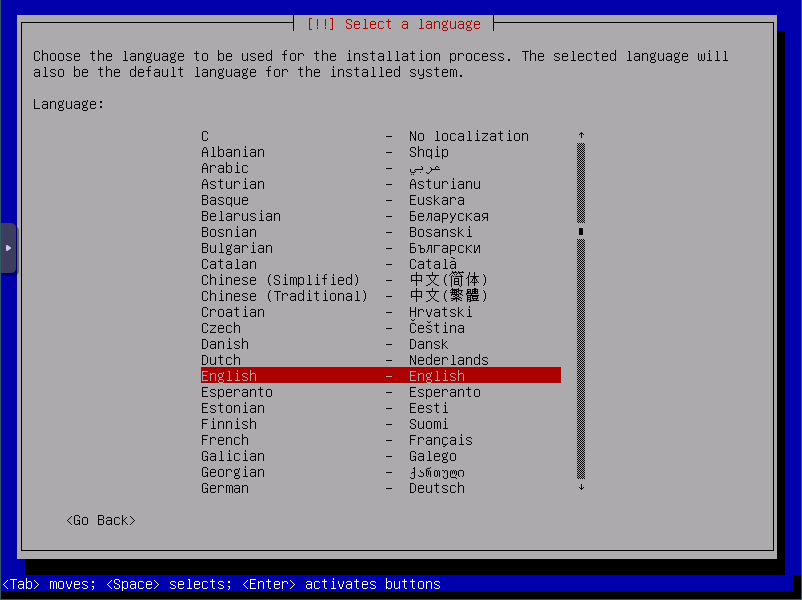 [!!] Select a language
Choose the language to be used for the installation process. The selected language will
also be the default language for the installed system.
Language:
C - No localization
Albanian - Shqip
Arabic - عربي
Asturian - Asturianu
Basque - Euskara
Belarusian - Беларуская
Bosnian - Bosanski
Bulgarian - Български
Catalan - Català
Chinese (Simplified) - 中文(简体)
Chinese (Traditional) - 中文(繁體)
Croatian - Hrvatski
Czech - Čeština
Danish - Dansk
Dutch - Nederlands
English - English
Esperanto - Esperanto
Estonian - Eesti
Finnish - Suomi
French - Français
Galician - Galego
Georgian - ქართული
German - Deutsch
<Go Back>
<Tab> moves; <Space> selects; <Enter> activates buttons